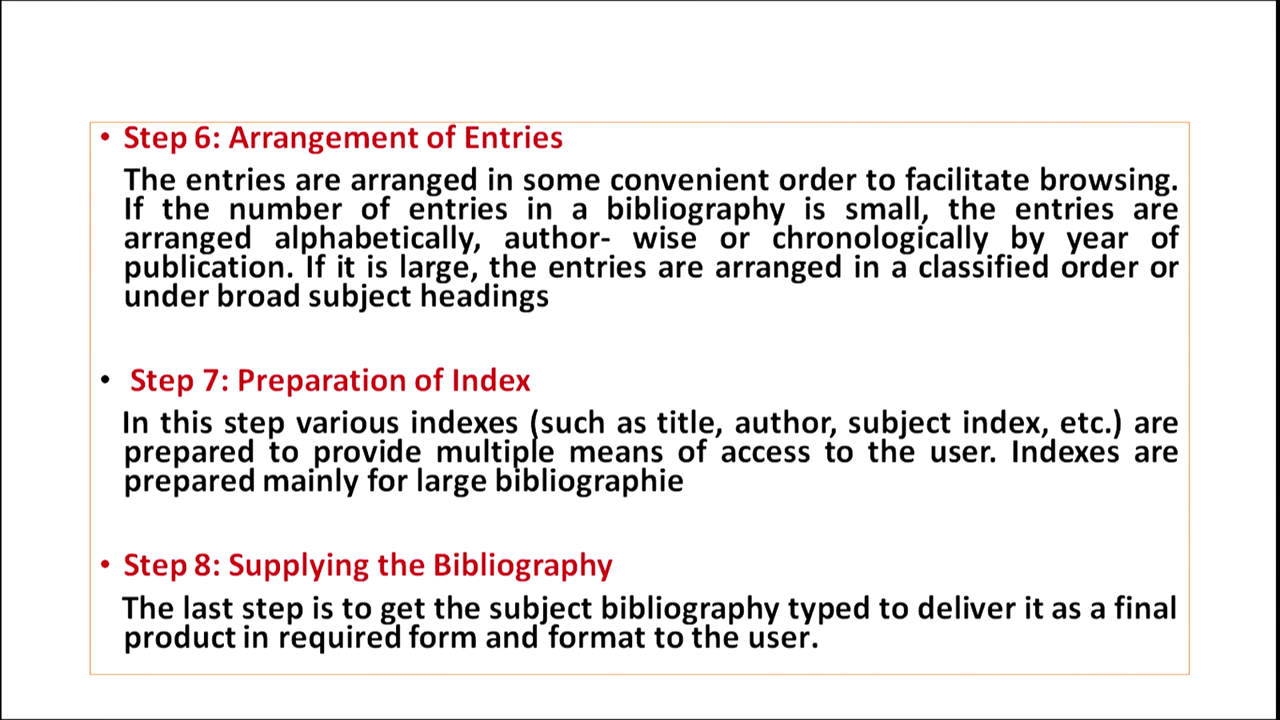 • Step 6: Arrangement of Entries
The entries are arranged in some convenient order to facilitate browsing.
If the number of entries in a bibliography is small, the entries are
arranged alphabetically, author- wise or chronologically by year of
publication. If it is large, the entries are arranged in a classified order or
under broad subject headings
• Step 7: Preparation of Index
In this step various indexes (such as title, author, subject index, etc.) are
prepared to provide multiple means of access to the user. Indexes are
prepared mainly for large bibliographie
• Step 8: Supplying the Bibliography
The last step is to get the subject bibliography typed to deliver it as a final
product in required form and format to the user.